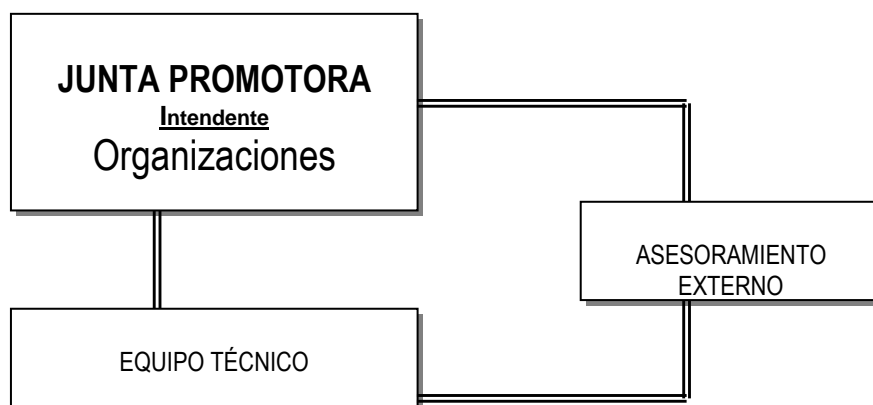 JUNTA PROMOTORA
Intendente
Organizaciones
ASESORAMIENTO
EXTERNO
EQUIPO TÉCNICO